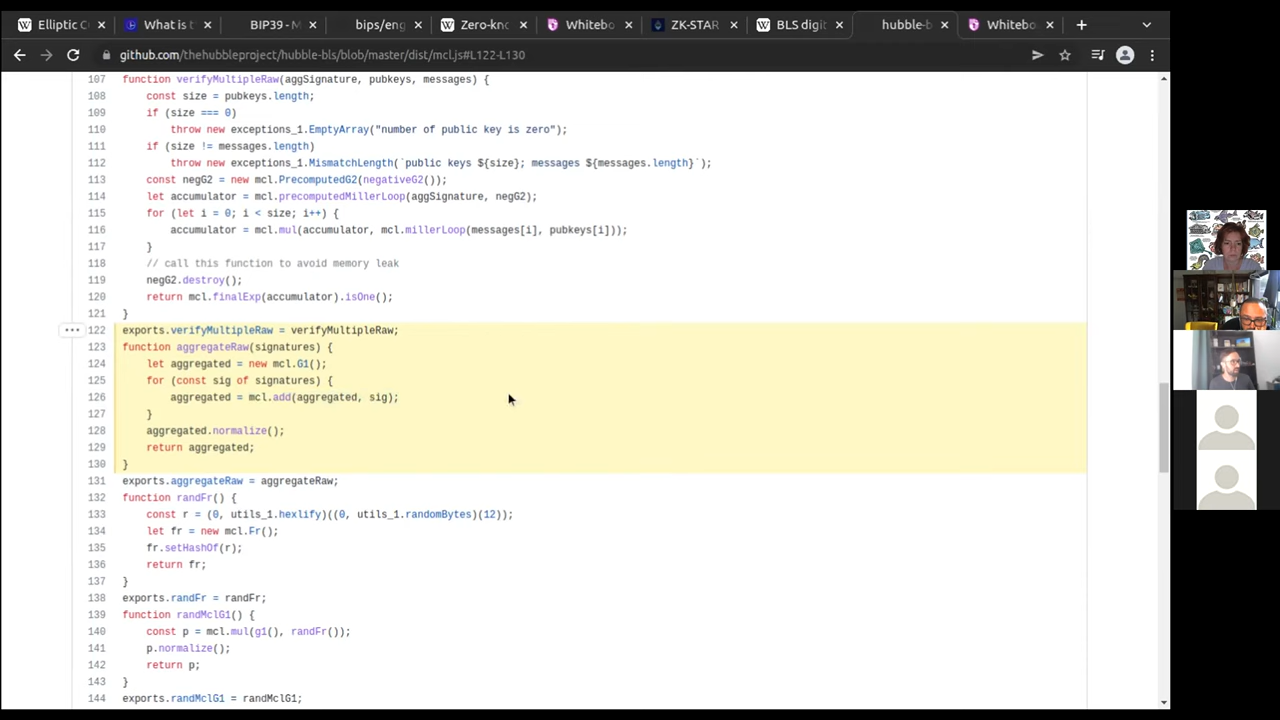 Elliptic C
What is t
BIP39 - M
bips/eng
Zero-kno
Whitebo
ZK-STAR
BLS digit
hubble-b
Whitebo
github.com/thehubbleproject/hubble-bls/blob/master/dist/mcl.js#L122-L130
107 function verifyMultipleRaw(aggSignature, pubkeys, messages) {
108 const size = pubkeys.length;
109 if (size === 0)
110 throw new exceptions_1.EmptyArray("number of public key is zero");
111 if (size != messages.length)
112 throw new exceptions_1.MismatchLength(`public keys ${size}; messages ${messages.length}`);
113 const negG2 = new mcl.PrecomputedG2(negativeG2());
114 let accumulator = mcl.precomputedMillerLoop(aggSignature, negG2);
115 for (let i = 0; i < size; i++) {
116 accumulator = mcl.mul(accumulator, mcl.millerLoop(messages[i], pubkeys[i]));
117 }
118 // call this function to avoid memory leak
119 negG2.destroy();
120 return mcl.finalExp(accumulator).isOne();
121 }
122 exports.verifyMultipleRaw = verifyMultipleRaw;
123 function aggregateRaw(signatures) {
124 let aggregated = new mcl.G1();
125 for (const sig of signatures) {
126 aggregated = mcl.add(aggregated, sig);
127 }
128 aggregated.normalize();
129 return aggregated;
130 }
131 exports.aggregateRaw = aggregateRaw;
132 function randFr() {
133 const r = (0, utils_1.hexlify)((0, utils_1.randomBytes)(12));
134 let fr = new mcl.Fr();
135 fr.setHashOf(r);
136 return fr;
137 }
138 exports.randFr = randFr;
139 function randMclG1() {
140 const p = mcl.mul(g1(), randFr());
141 p.normalize();
142 return p;
143 }
144 exports.randMclG1 = randMclG1;